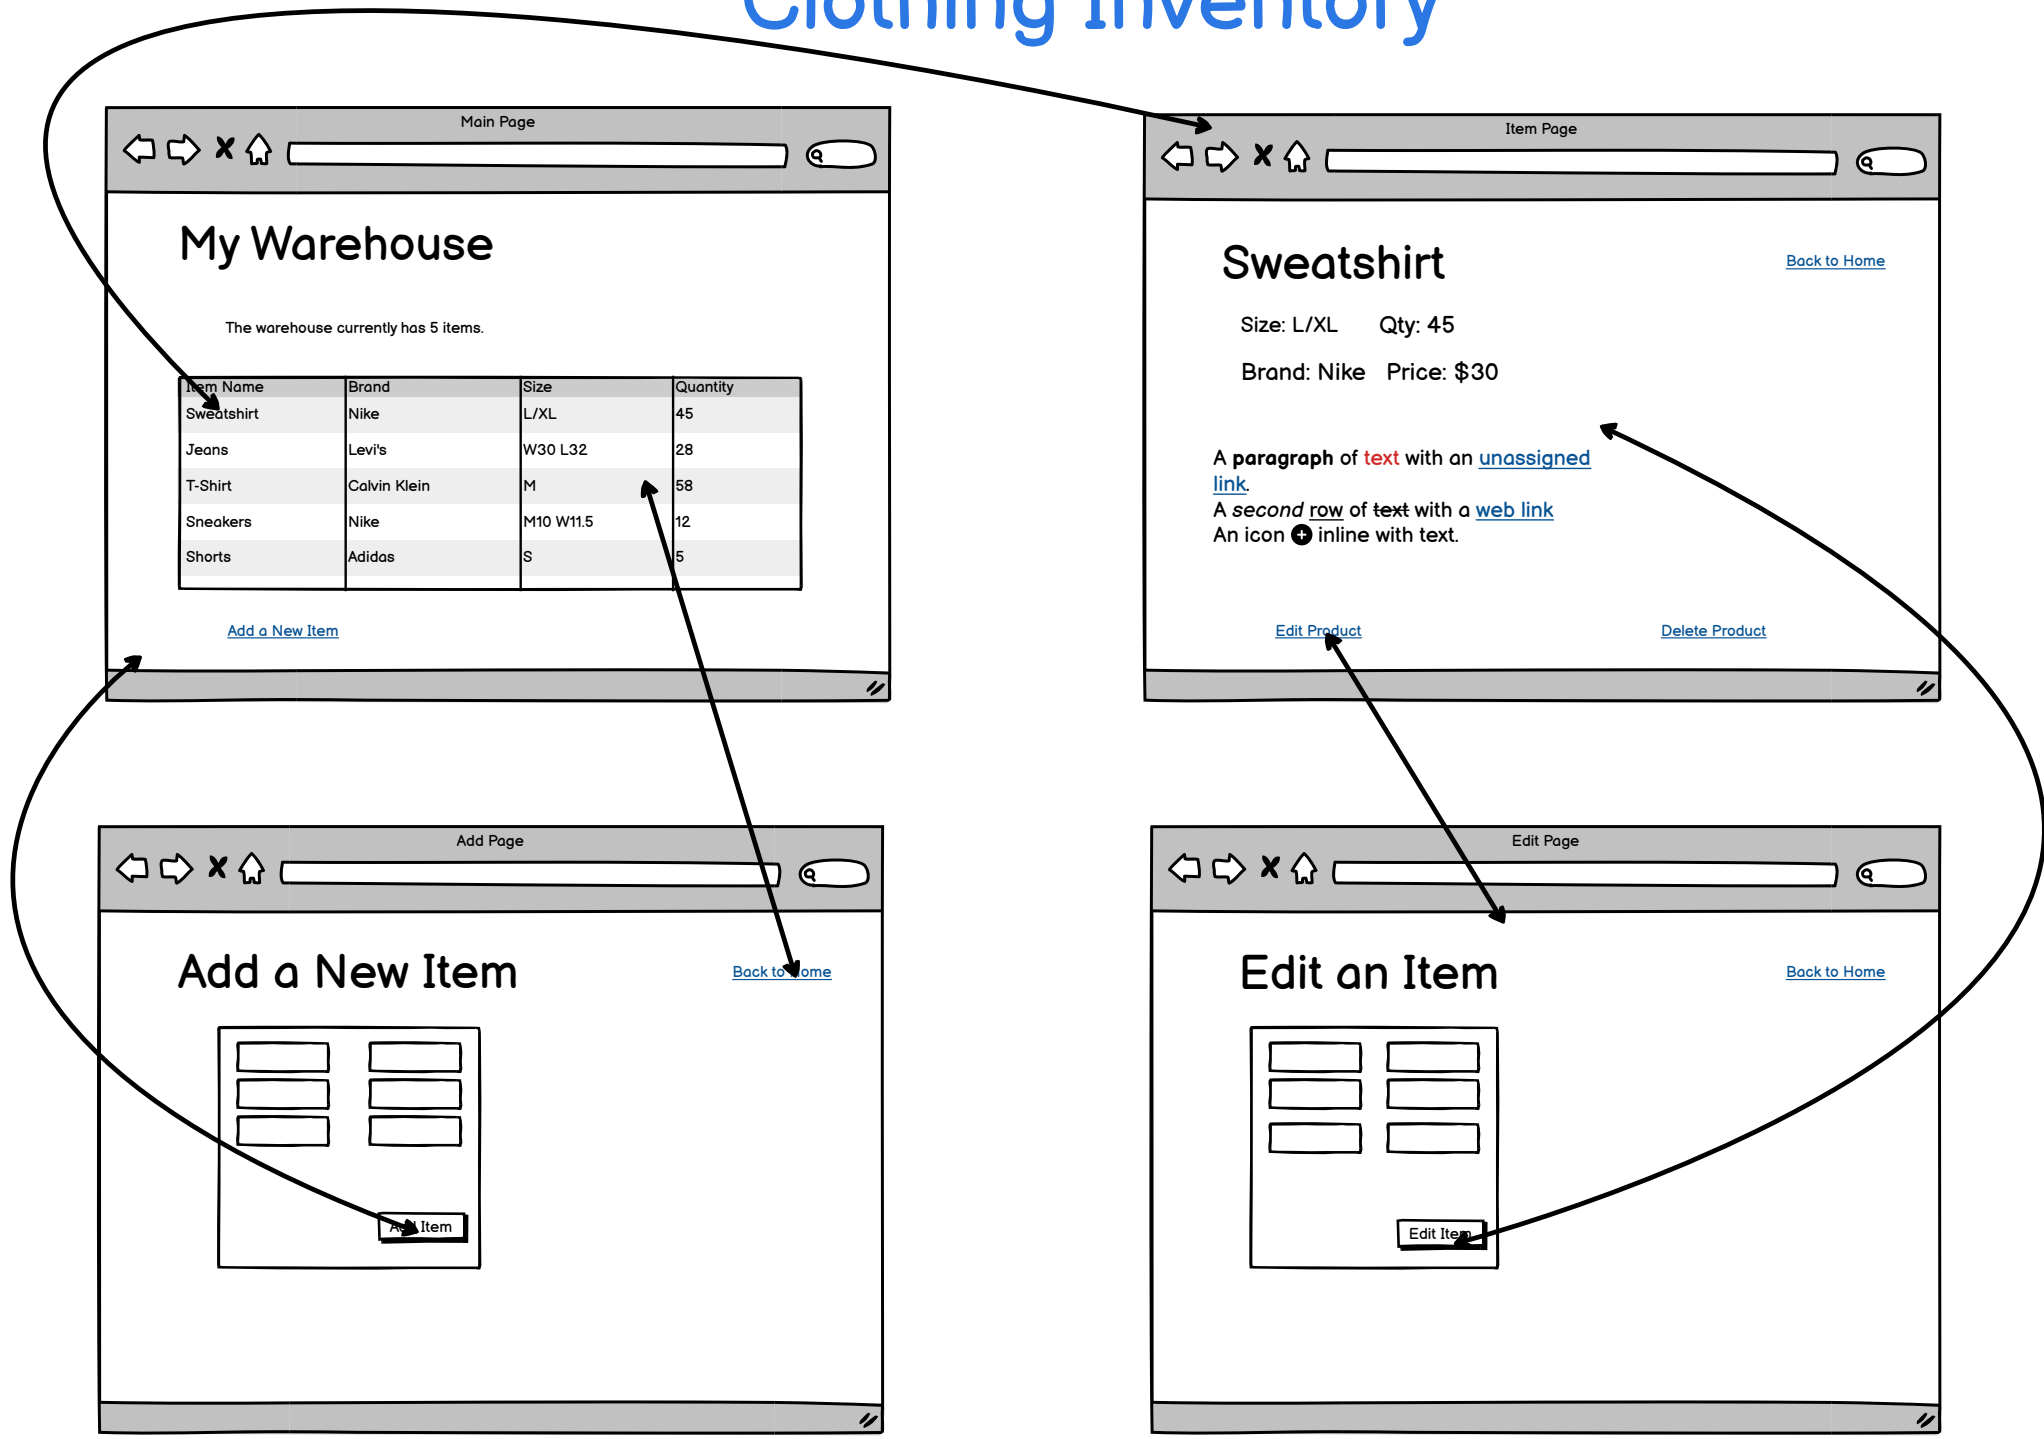 Clothing Inventory
Main Page
My Warehouse
The warehouse currently has 5 items.
Item Name Brand Size Quantity
Sweatshirt Nike L/XL 45
Jeans Levi's W30 L32 28
T-Shirt Calvin Klein M 58
Sneakers Nike M10 W11.5 12
Shorts Adidas S 5
Add a New Item
Item Page
Sweatshirt
Back to Home
Size: L/XL Qty: 45
Brand: Nike Price: $30
A paragraph of text with an unassigned
link.
A second row of text with a web link
An icon inline with text.
Edit Product
Delete Product
Add Page
Add a New Item
Back to Home
Add Item
Edit Page
Edit an Item
Back to Home
Edit Item